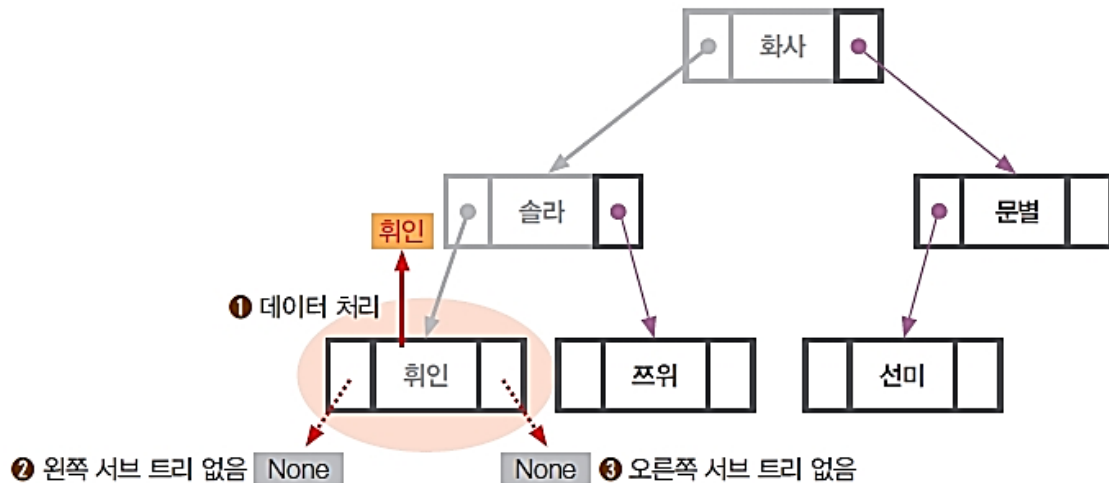 화사
솔라
문별
휘인
❶ 데이터 처리
휘인
쯔위
선미
❷ 왼쪽 서브 트리 없음 None
None ❸ 오른쪽 서브 트리 없음